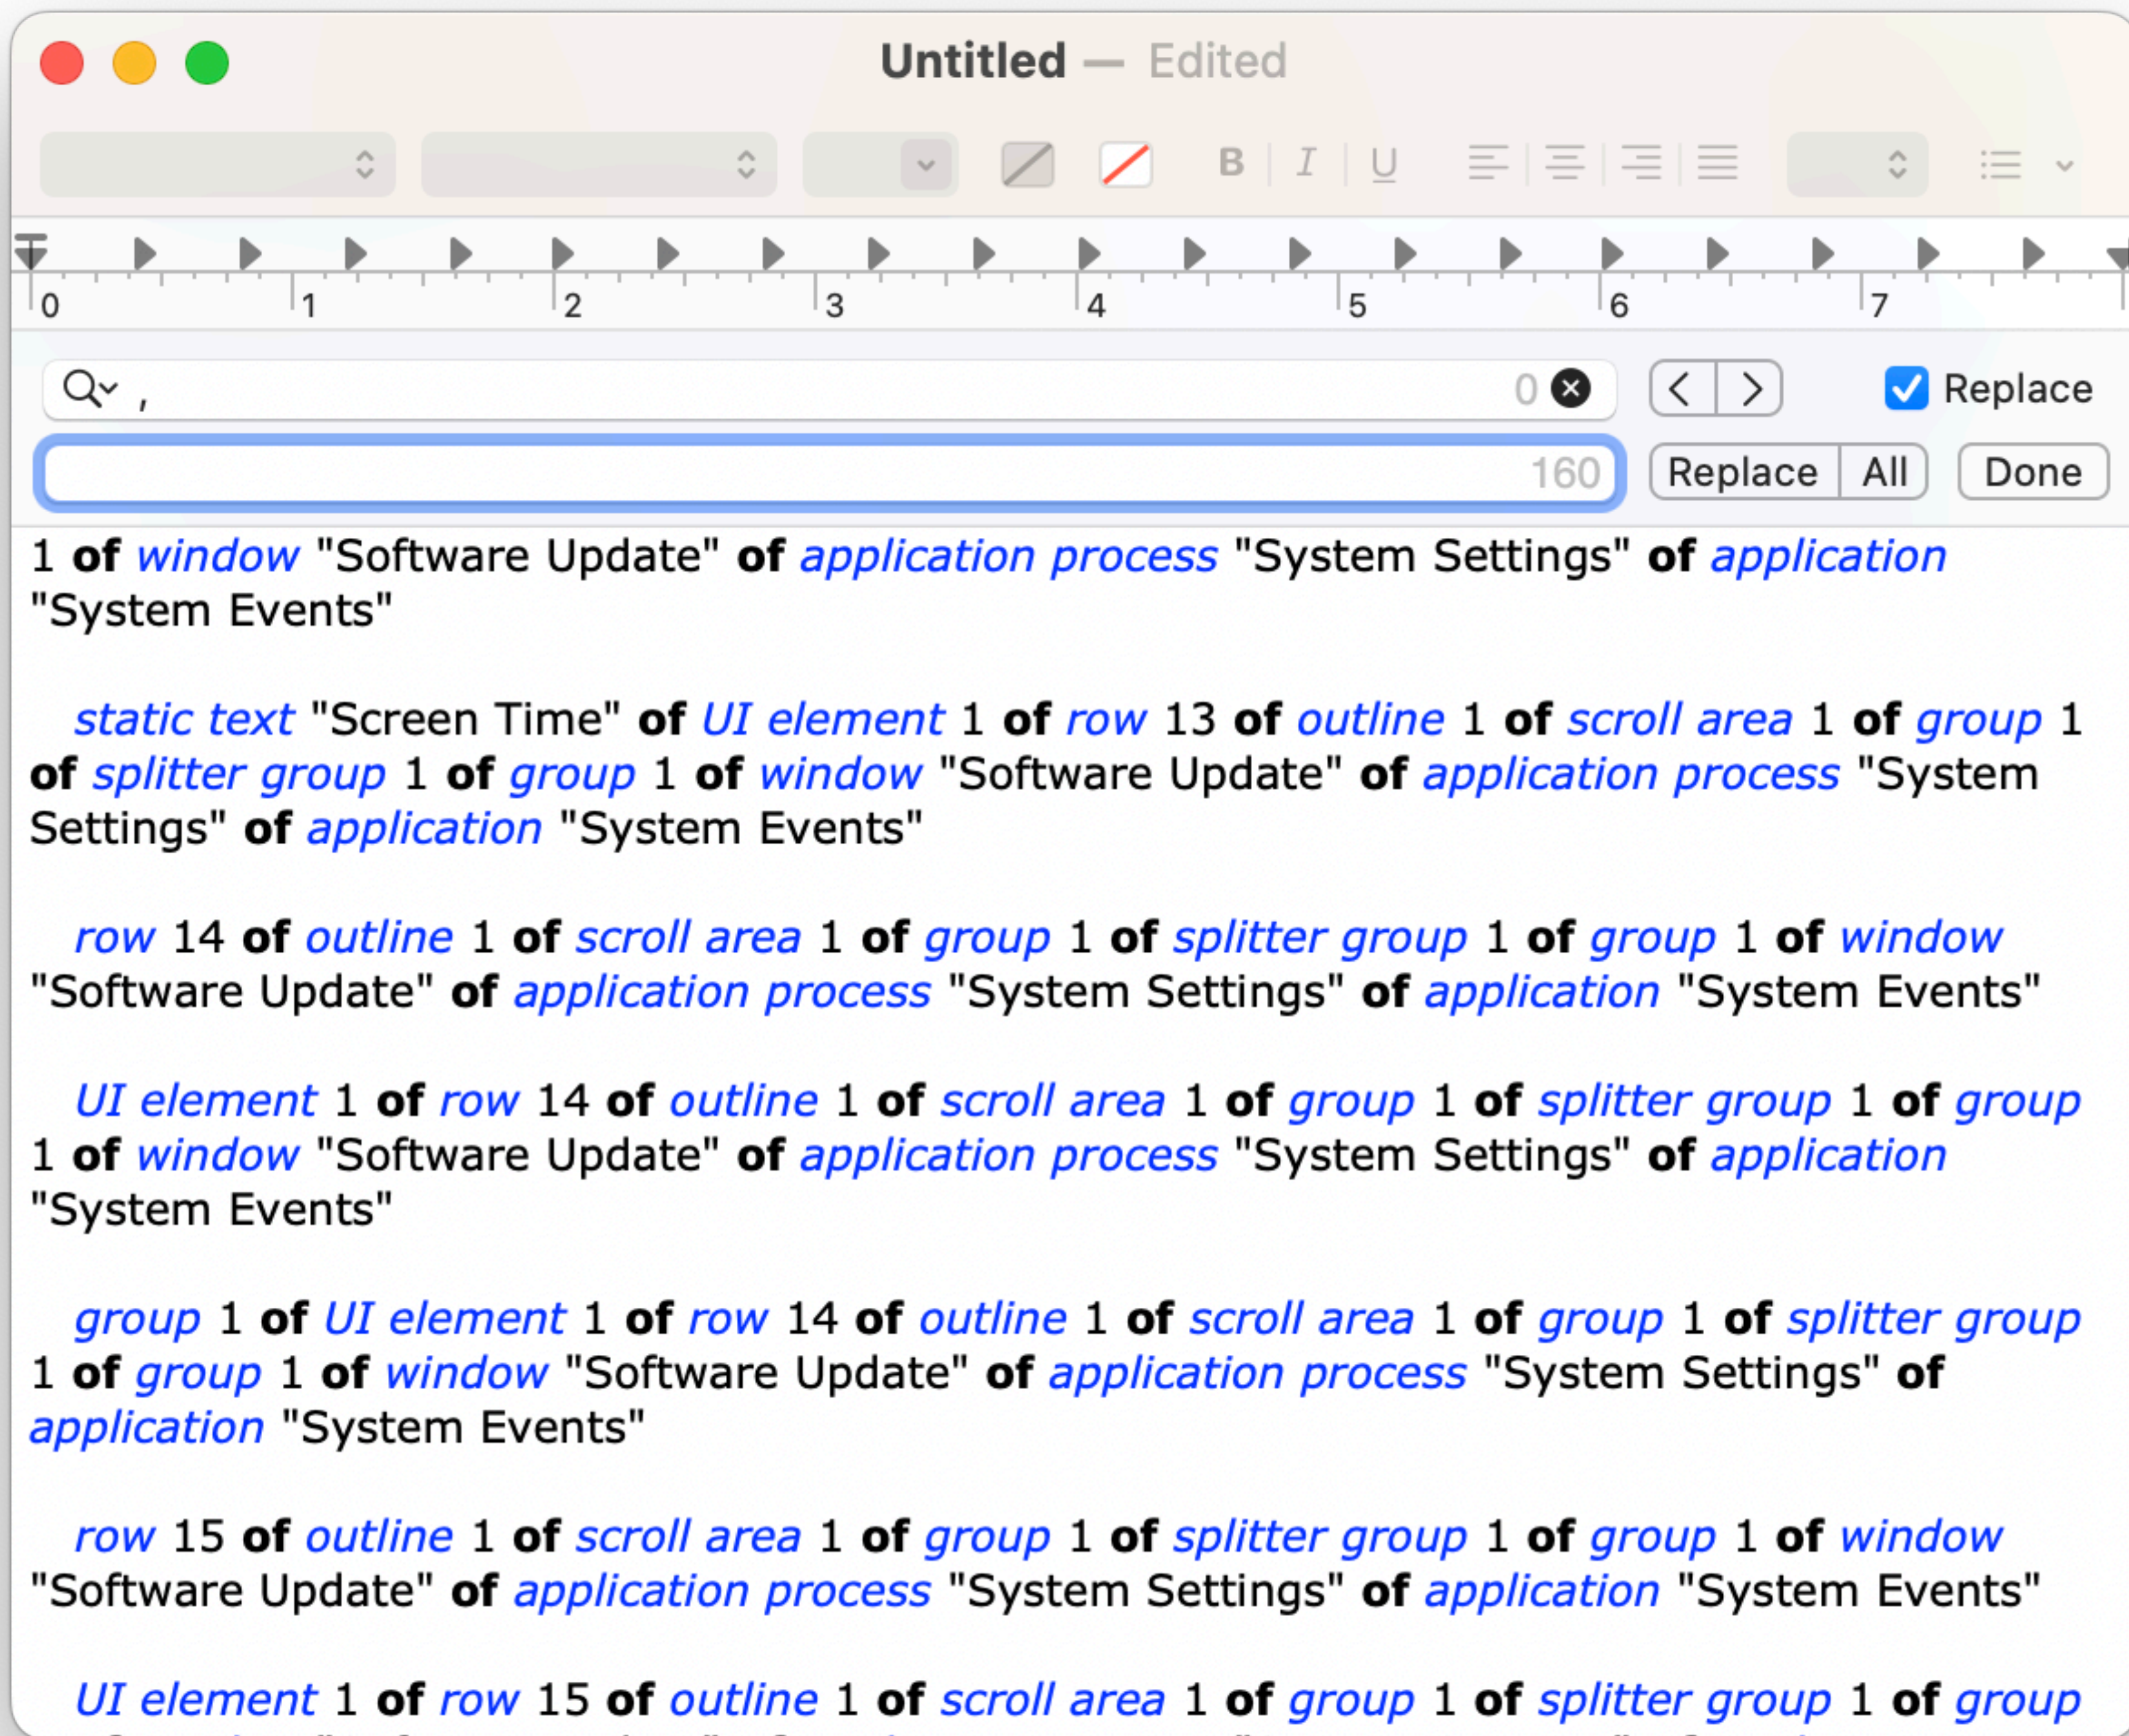 Untitled — Edited
B I U
0 1 2 3 4 5 6 7
, 0 Replace
160 Replace All Done
1 of window "Software Update" of application process "System Settings" of application
"System Events"
static text "Screen Time" of UI element 1 of row 13 of outline 1 of scroll area 1 of group 1
of splitter group 1 of group 1 of window "Software Update" of application process "System
Settings" of application "System Events"
row 14 of outline 1 of scroll area 1 of group 1 of splitter group 1 of group 1 of window
"Software Update" of application process "System Settings" of application "System Events"
UI element 1 of row 14 of outline 1 of scroll area 1 of group 1 of splitter group 1 of group
1 of window "Software Update" of application process "System Settings" of application
"System Events"
group 1 of UI element 1 of row 14 of outline 1 of scroll area 1 of group 1 of splitter group
1 of group 1 of window "Software Update" of application process "System Settings" of
application "System Events"
row 15 of outline 1 of scroll area 1 of group 1 of splitter group 1 of group 1 of window
"Software Update" of application process "System Settings" of application "System Events"
UI element 1 of row 15 of outline 1 of scroll area 1 of group 1 of splitter group 1 of group